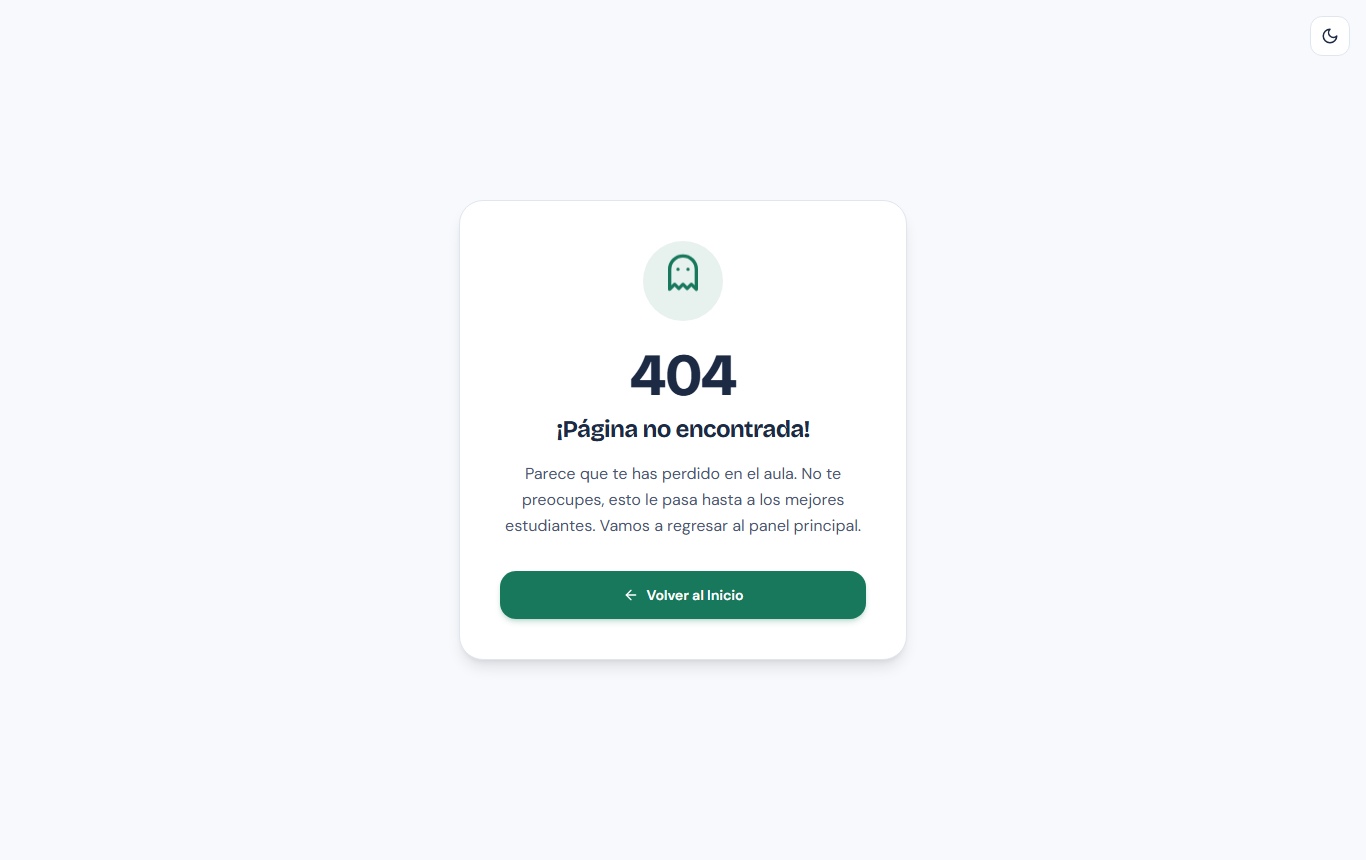 404
¡Página no encontrada!
Parece que te has perdido en el aula. No te
preocupes, esto le pasa hasta a los mejores
estudiantes. Vamos a regresar al panel principal.
Volver al Inicio